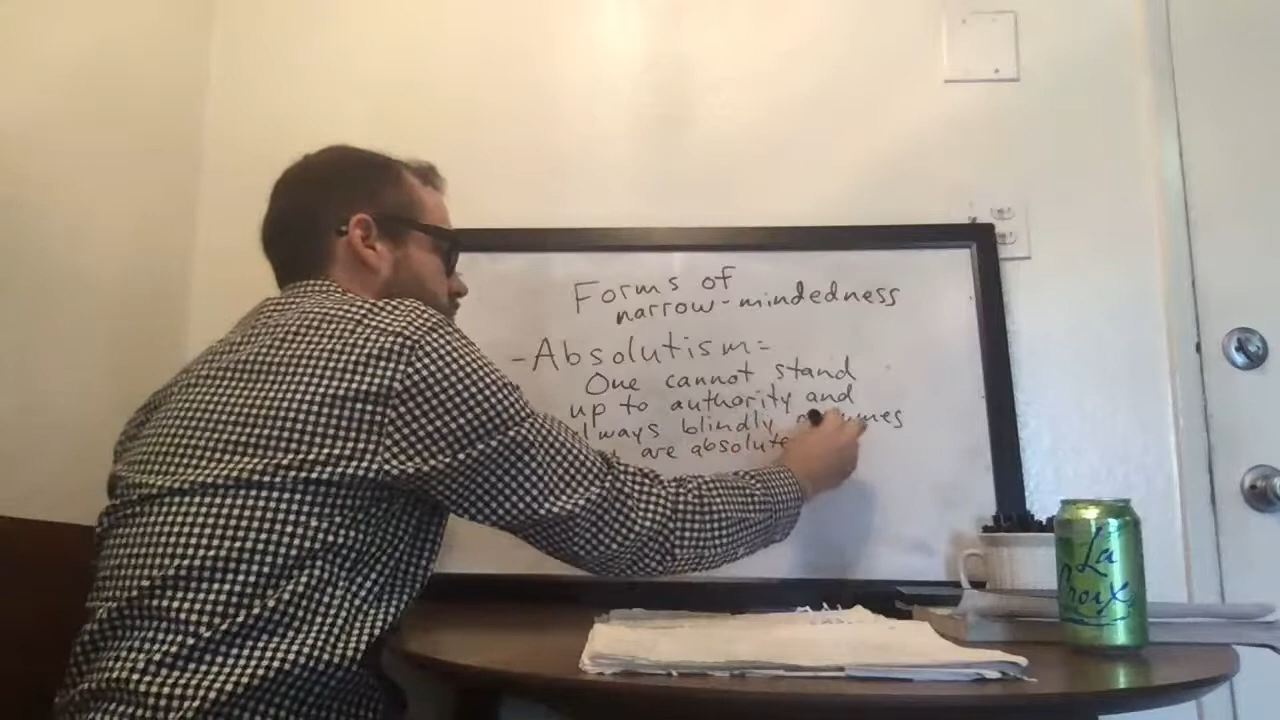 Forms of
narrow-mindedness
-Absolutism=
One cannot stand
up to authority and
blindly
are absolute
La
Croix